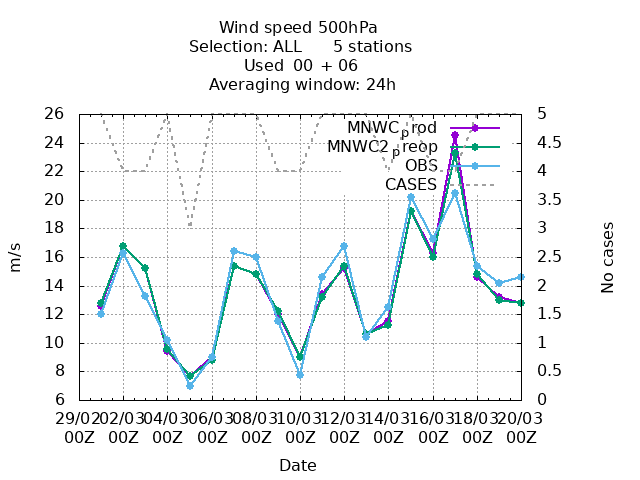 Wind speed 500hPa
Selection: ALL 5 stations
Used 00 + 06
Averaging window: 24h
MNWCprod
MNWC2preop
OBS
CASES
26
24
22
20
18
16
14
12
10
8
6
5
4.5
4
3.5
3
2.5
2
1.5
1
0.5
0
m/s
No cases
29/02 02/03 04/03 06/03 08/03 10/03 12/03 14/03 16/03 18/03 20/03
00Z 00Z 00Z 00Z 00Z 00Z 00Z 00Z 00Z 00Z 00Z
Date